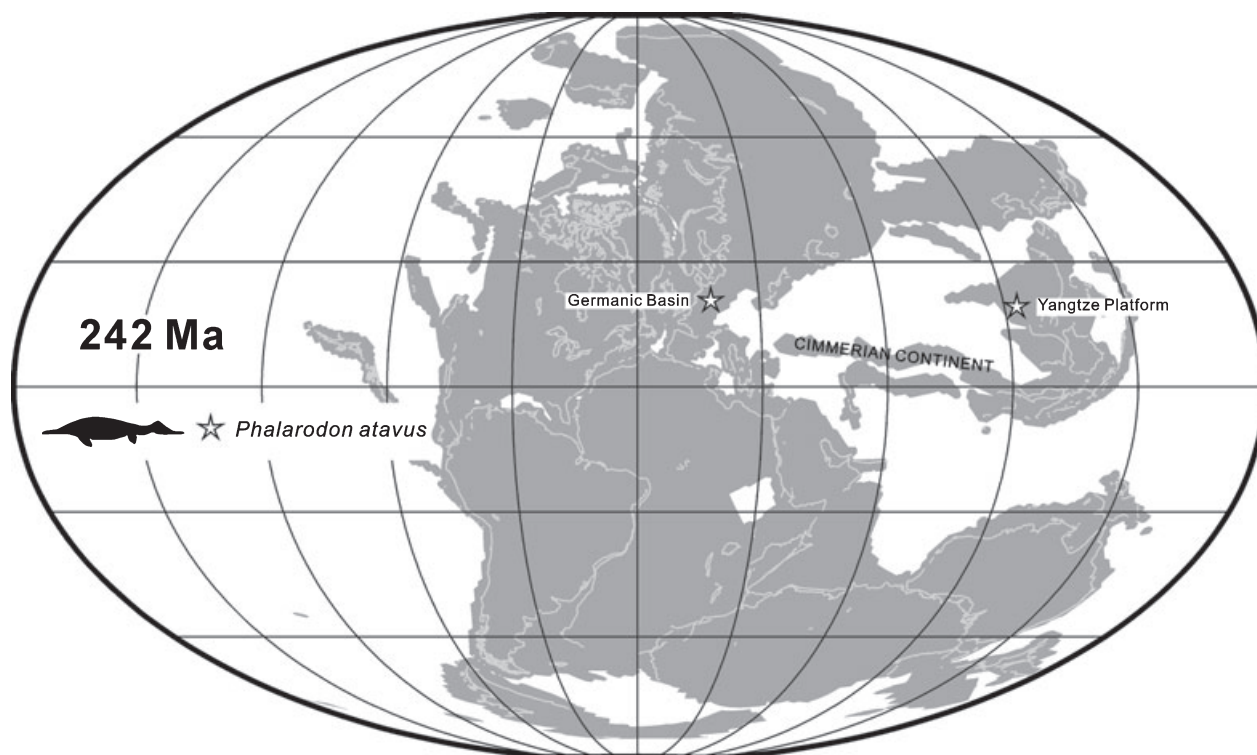 Germanic Basin
Yangtze Platform
242 Ma
CIMMERIAN CONTINENT
Phalarodon atavus